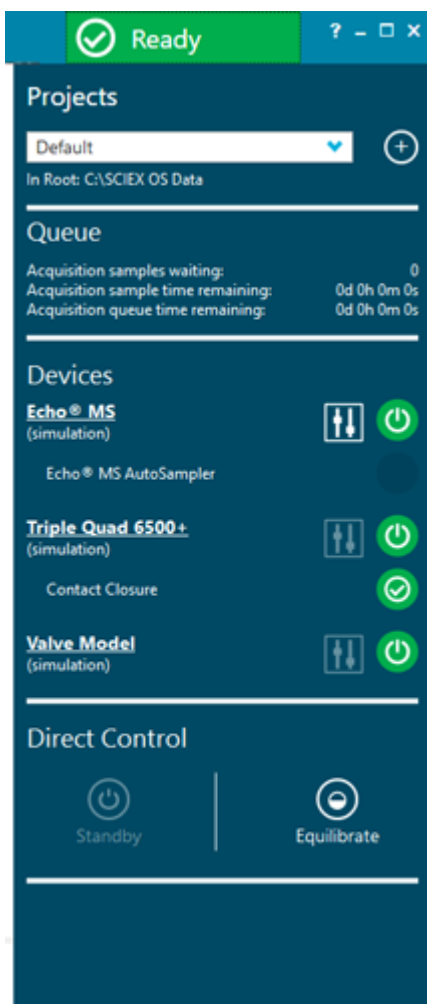 Ready
? – □ ×
Projects
Default
In Root: C:\SCIEX OS Data
Queue
Acquisition samples waiting: 0
Acquisition sample time remaining: 0d 0h 0m 0s
Acquisition queue time remaining: 0d 0h 0m 0s
Devices
Echo® MS
(simulation)
Echo® MS AutoSampler
Triple Quad 6500+
(simulation)
Contact Closure
Valve Model
(simulation)
Direct Control
Standby Equilibrate